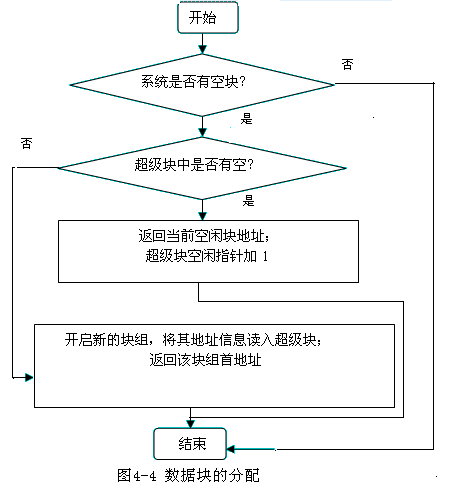 开始
否
系统是否有空块?
是
否
超级块中是否有空?
是
返回当前空闲块地址;
超级块空闲指针加 1
开启新的块组，将其地址信息读入超级块;
返回该块组首地址
结束
图4-4 数据块的分配